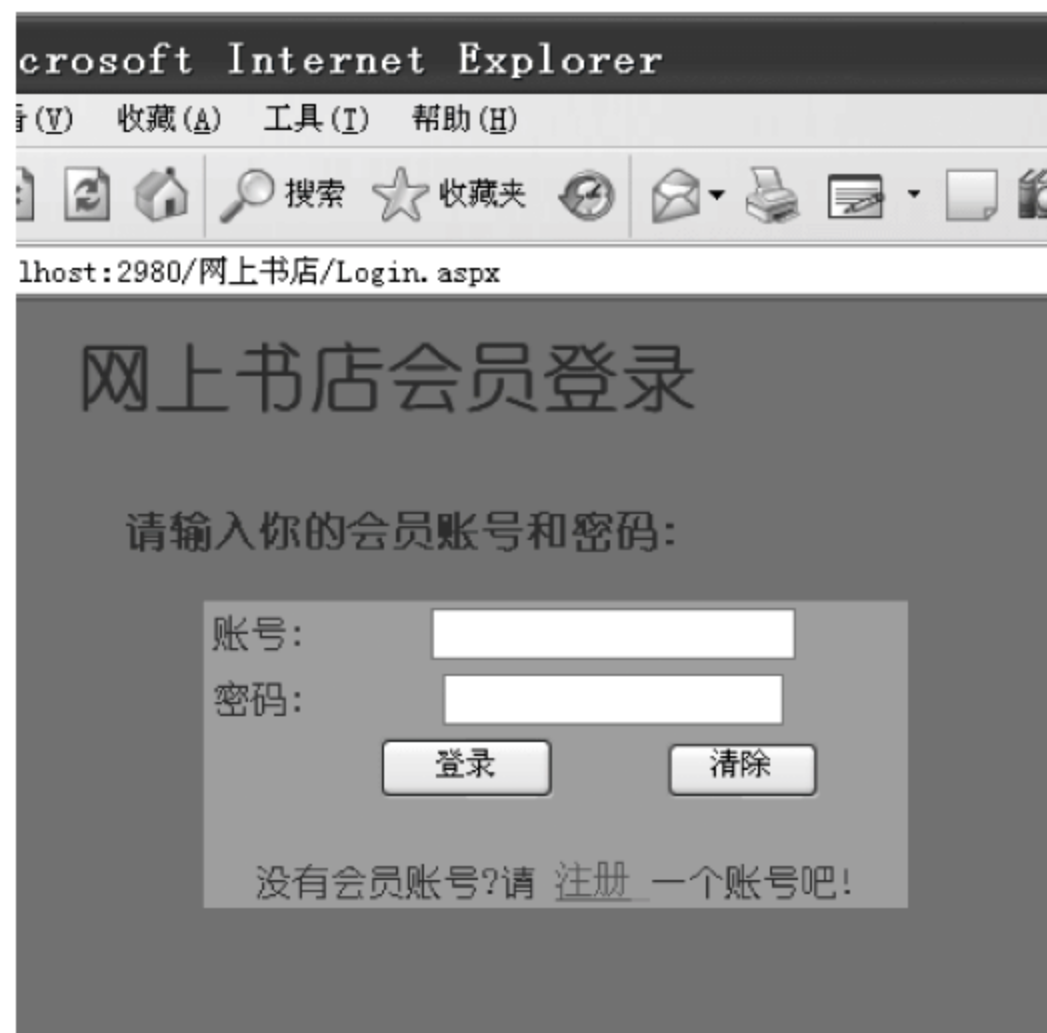 crosoft Internet Explorer
看(V) 收藏(A) 工具(T) 帮助(H)
搜索 收藏夹
lhost:2980/网上书店/Login.aspx
网上书店会员登录
请输入你的会员账号和密码:
账号:
密码:
登录 清除
没有会员账号?请 注册 一个账号吧!